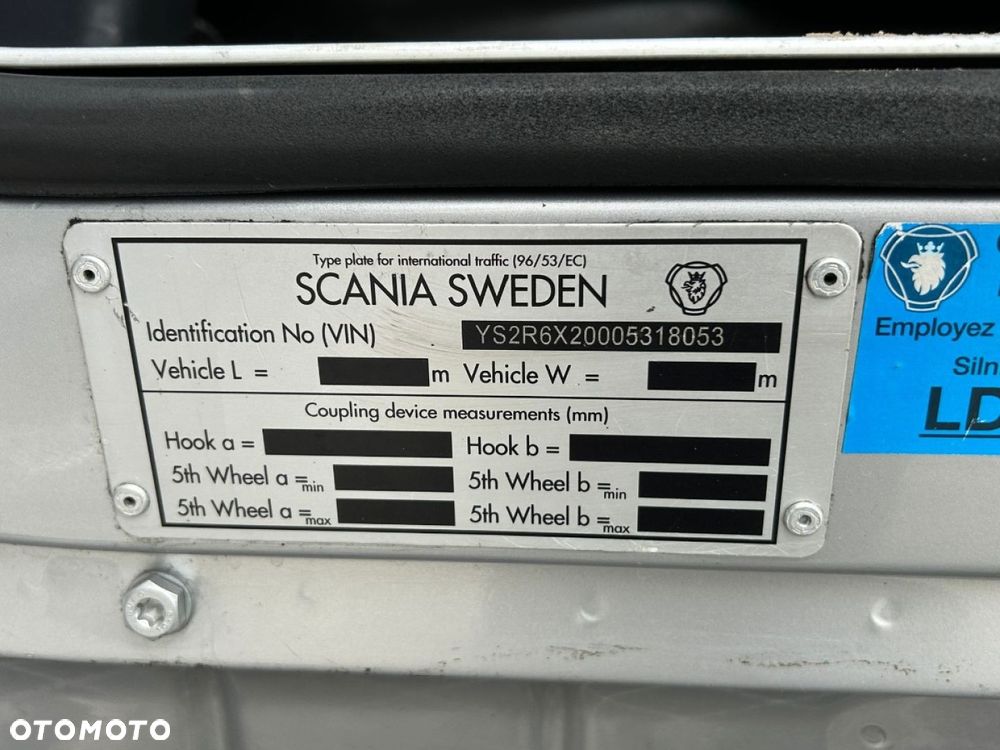 Type plate for international traffic (96/53/EC)
SCANIA SWEDEN
Identification No (VIN) YS2R6X20005318053
Vehicle L = m Vehicle W = m
Coupling device measurements (mm)
Hook a = Hook b =
5th Wheel a = min 5th Wheel b = min
5th Wheel a = max 5th Wheel b = max
Employez
Siln
LD
OTOMOTO